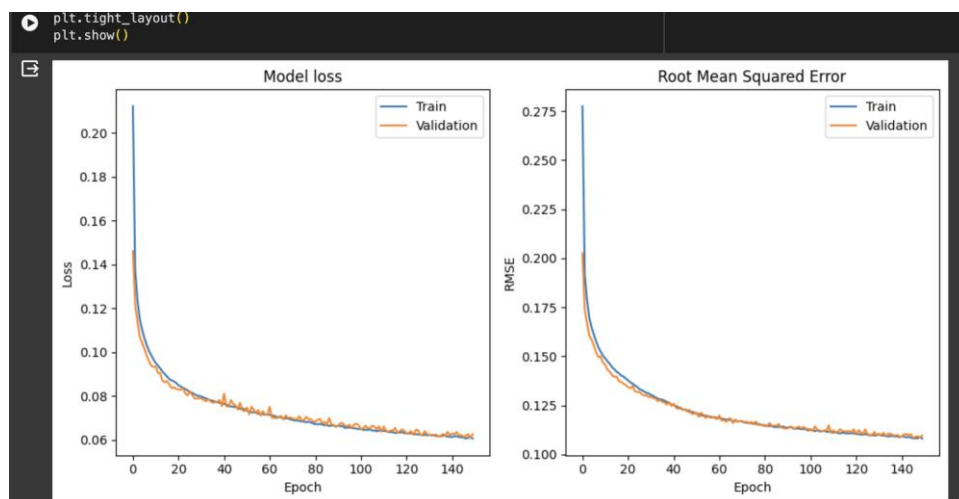 plt.tight_layout()
plt.show()
Model loss
Train
Validation
0.20
0.18
0.16
0.14
0.12
0.10
0.08
0.06
Loss
0 20 40 60 80 100 120 140
Epoch
Root Mean Squared Error
Train
Validation
0.275
0.250
0.225
0.200
0.175
0.150
0.125
0.100
RMSE
0 20 40 60 80 100 120 140
Epoch